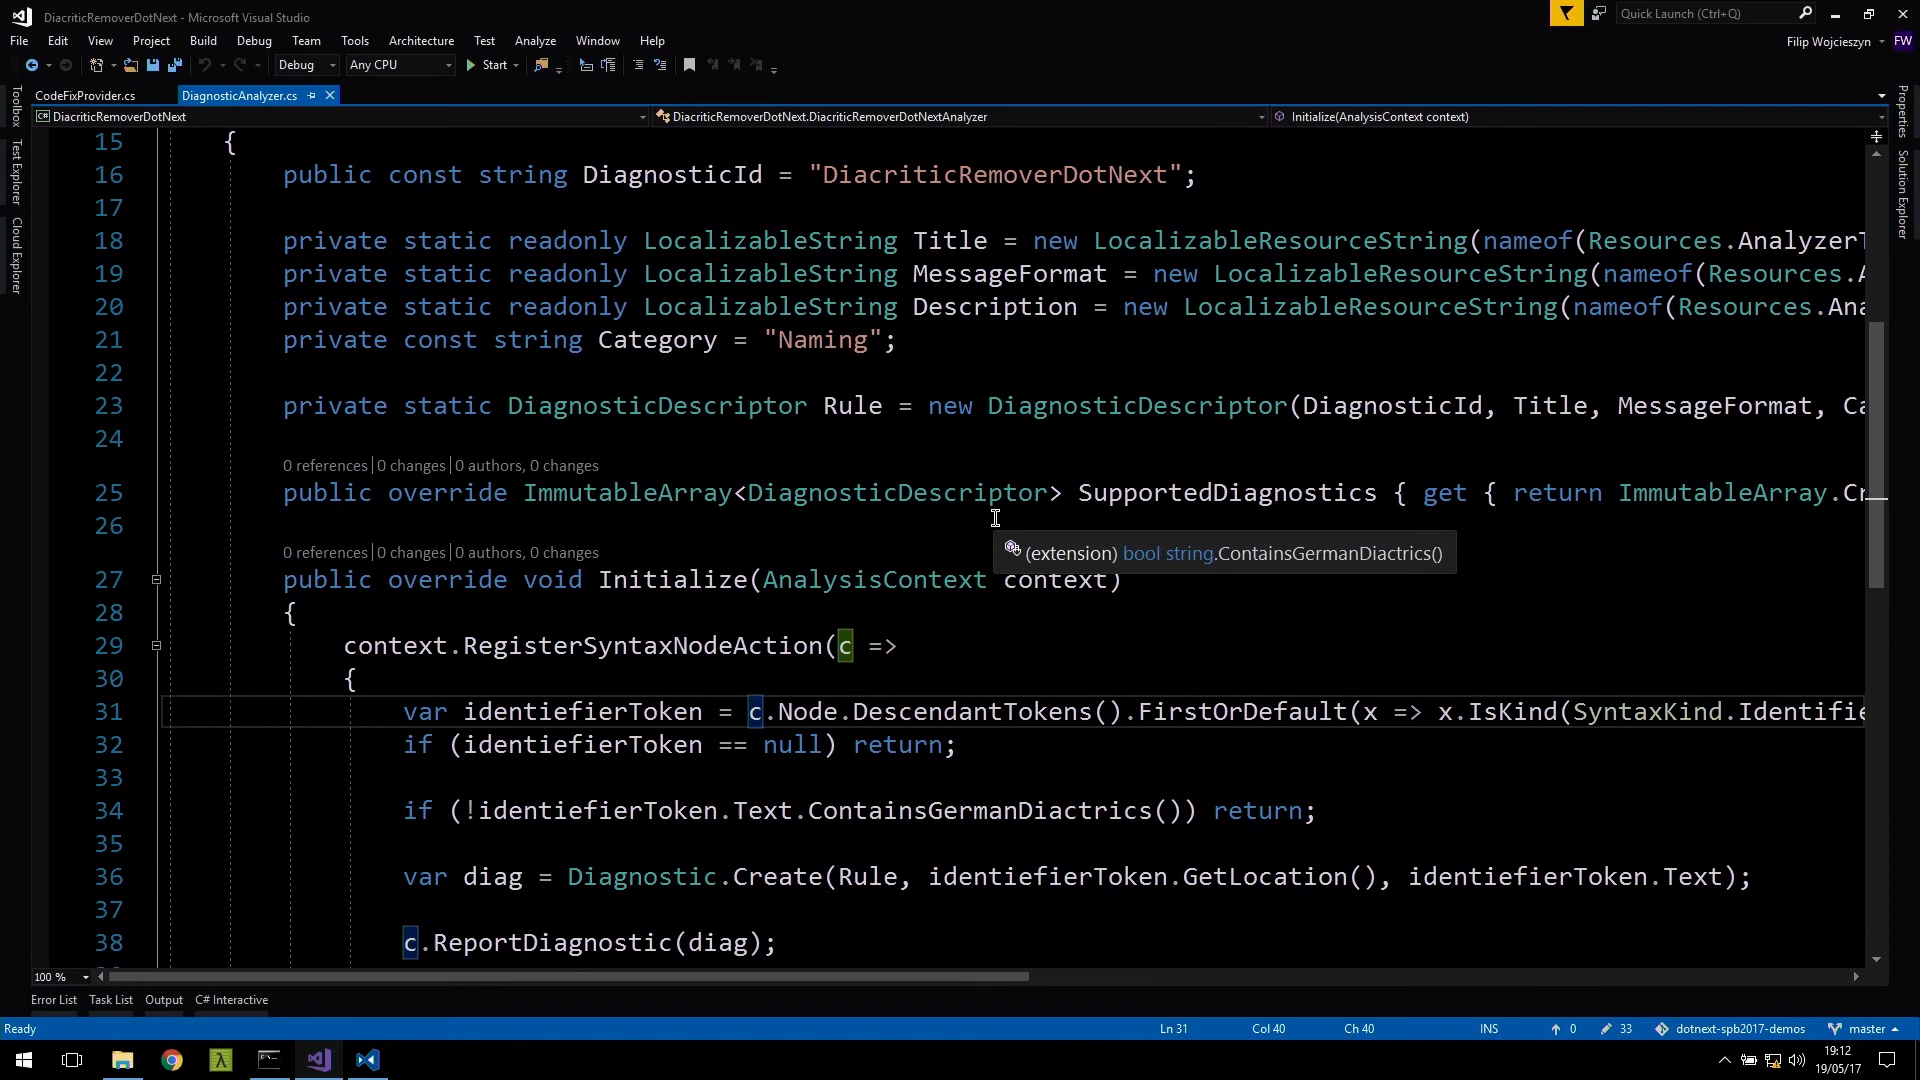 DiacriticRemoverDotNext - Microsoft Visual Studio
Quick Launch (Ctrl+Q)
File Edit View Project Build Debug Team Tools Architecture Test Analyze Window Help
Filip Wojcieszyn FW
Debug Any CPU Start
CodeFixProvider.cs DiagnosticAnalyzer.cs
DiacriticRemoverDotNext DiacriticRemoverDotNext.DiacriticRemoverDotNextAnalyzer Initialize(AnalysisContext context)
Toolbox
Test Explorer
Cloud Explorer
Properties
Solution Explorer
15 {
16 public const string DiagnosticId = "DiacriticRemoverDotNext";
17
18 private static readonly LocalizableString Title = new LocalizableResourceString(nameof(Resources.AnalyzerT
19 private static readonly LocalizableString MessageFormat = new LocalizableResourceString(nameof(Resources.A
20 private static readonly LocalizableString Description = new LocalizableResourceString(nameof(Resources.Ana
21 private const string Category = "Naming";
22
23 private static DiagnosticDescriptor Rule = new DiagnosticDescriptor(DiagnosticId, Title, MessageFormat, Ca
24
0 references | 0 changes | 0 authors, 0 changes
25 public override ImmutableArray<DiagnosticDescriptor> SupportedDiagnostics { get { return ImmutableArray.Cr
26
(extension) bool string.ContainsGermanDiactrics()
0 references | 0 changes | 0 authors, 0 changes
27 public override void Initialize(AnalysisContext context)
28 {
29 context.RegisterSyntaxNodeAction(c =>
30 {
31 var identiefierToken = c.Node.DescendantTokens().FirstOrDefault(x => x.IsKind(SyntaxKind.Identifie
32 if (identiefierToken == null) return;
33
34 if (!identiefierToken.Text.ContainsGermanDiactrics()) return;
35
36 var diag = Diagnostic.Create(Rule, identiefierToken.GetLocation(), identiefierToken.Text);
37
38 c.ReportDiagnostic(diag);
100 %
Error List Task List Output C# Interactive
Ready Ln 31 Col 40 Ch 40 INS 0 33 dotnext-spb2017-demos master
19:12
19/05/17